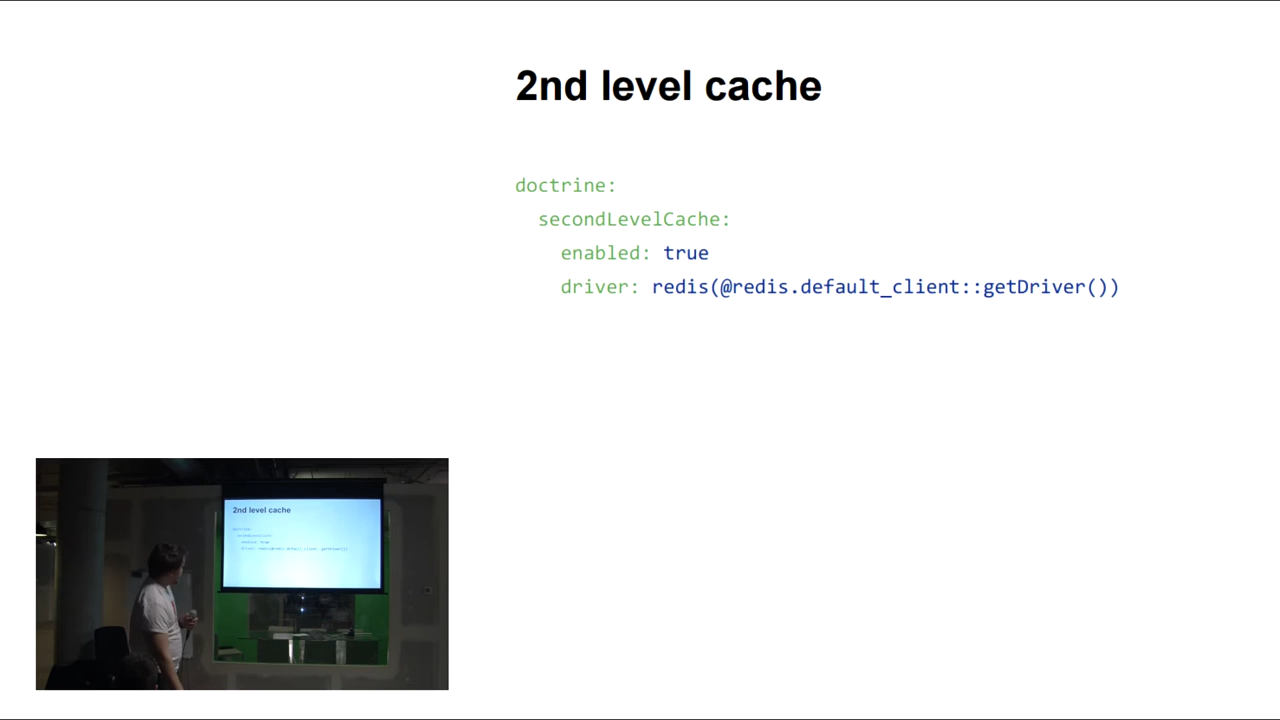 2nd level cache
doctrine:
secondLevelCache:
enabled: true
driver: redis(@redis.default_client::getDriver())
2nd level cache